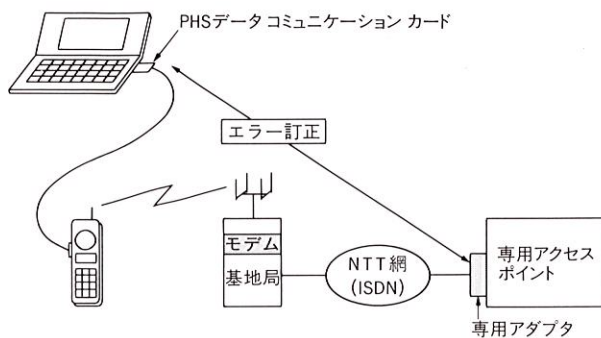 PHSデータ コミュニケーション カード
エラー訂正
モデム
基地局
NTT網
(ISDN)
専用アクセス
ポイント
専用アダプタ